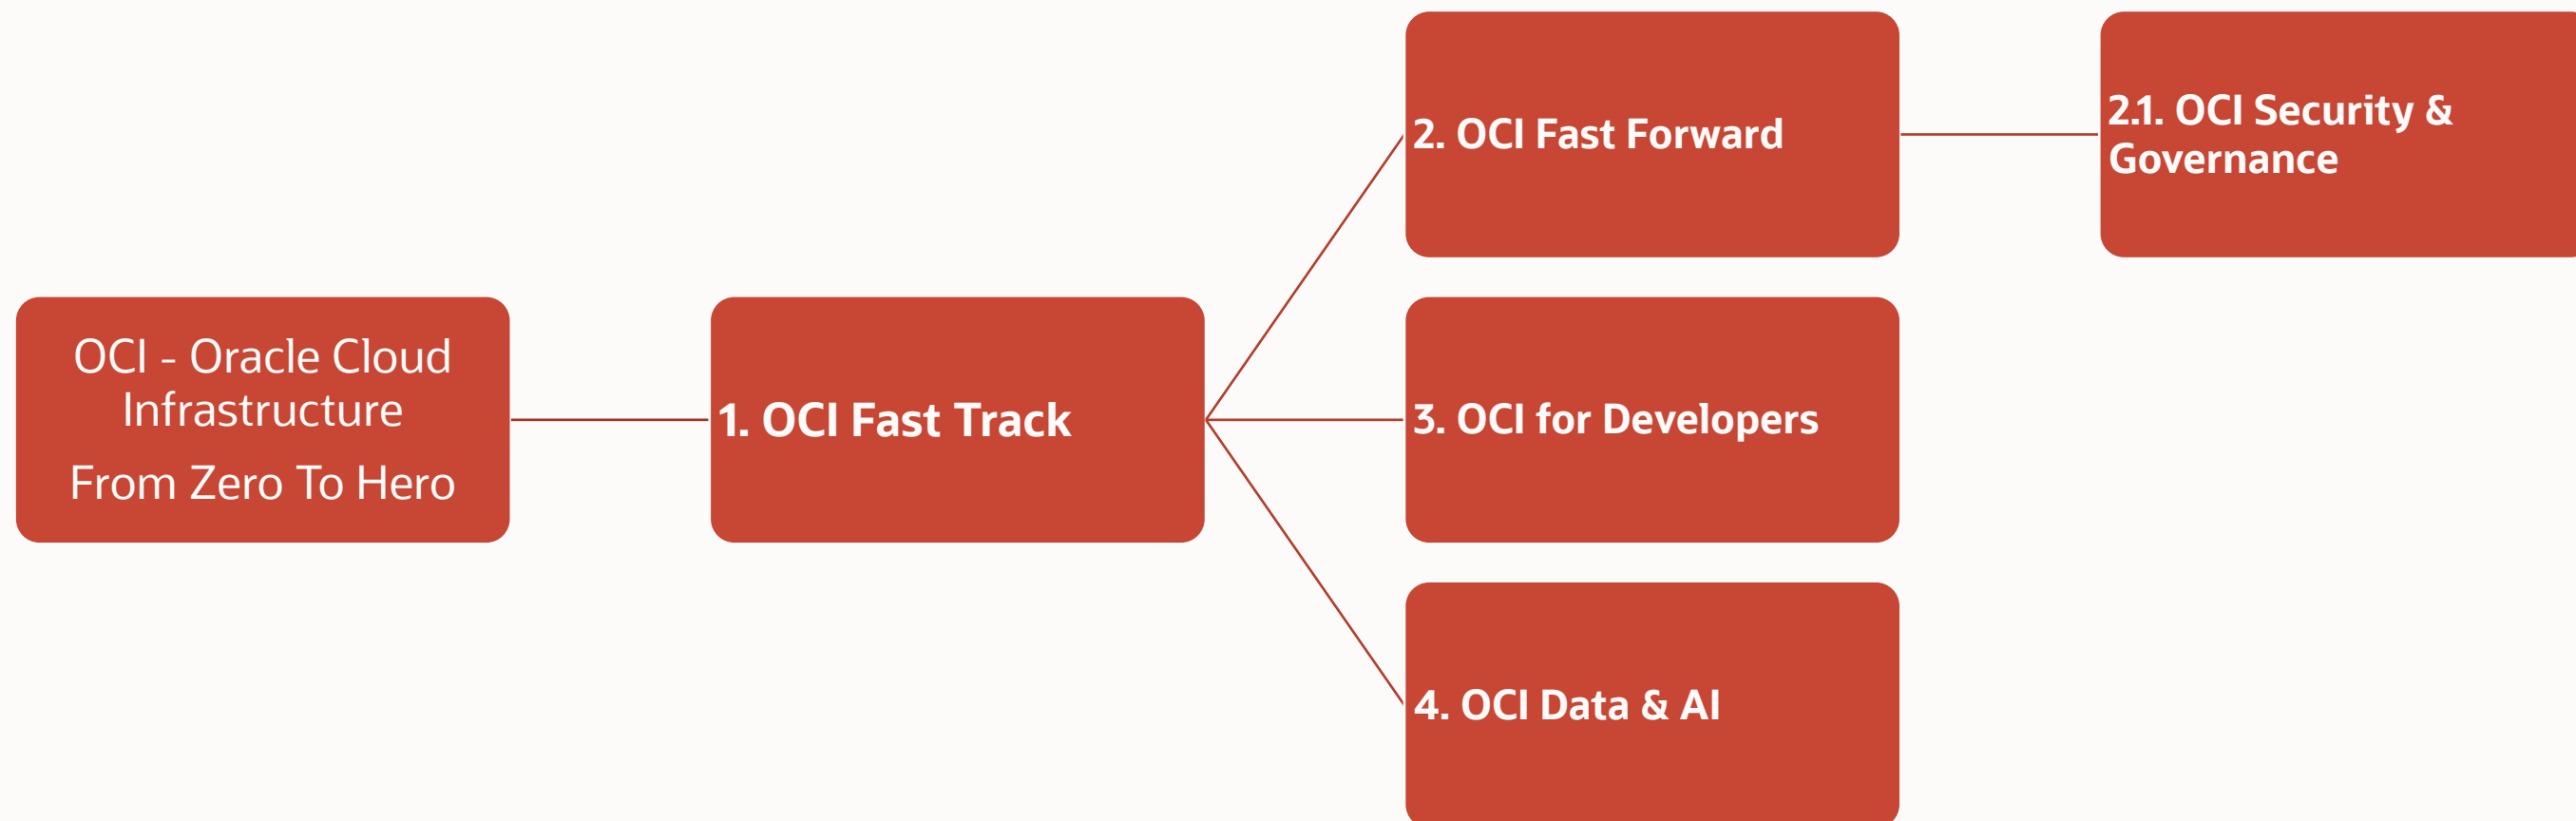 OCI - Oracle Cloud
Infrastructure
From Zero To Hero
1. OCI Fast Track
2. OCI Fast Forward
2.1. OCI Security &
Governance
3. OCI for Developers
4. OCI Data & AI